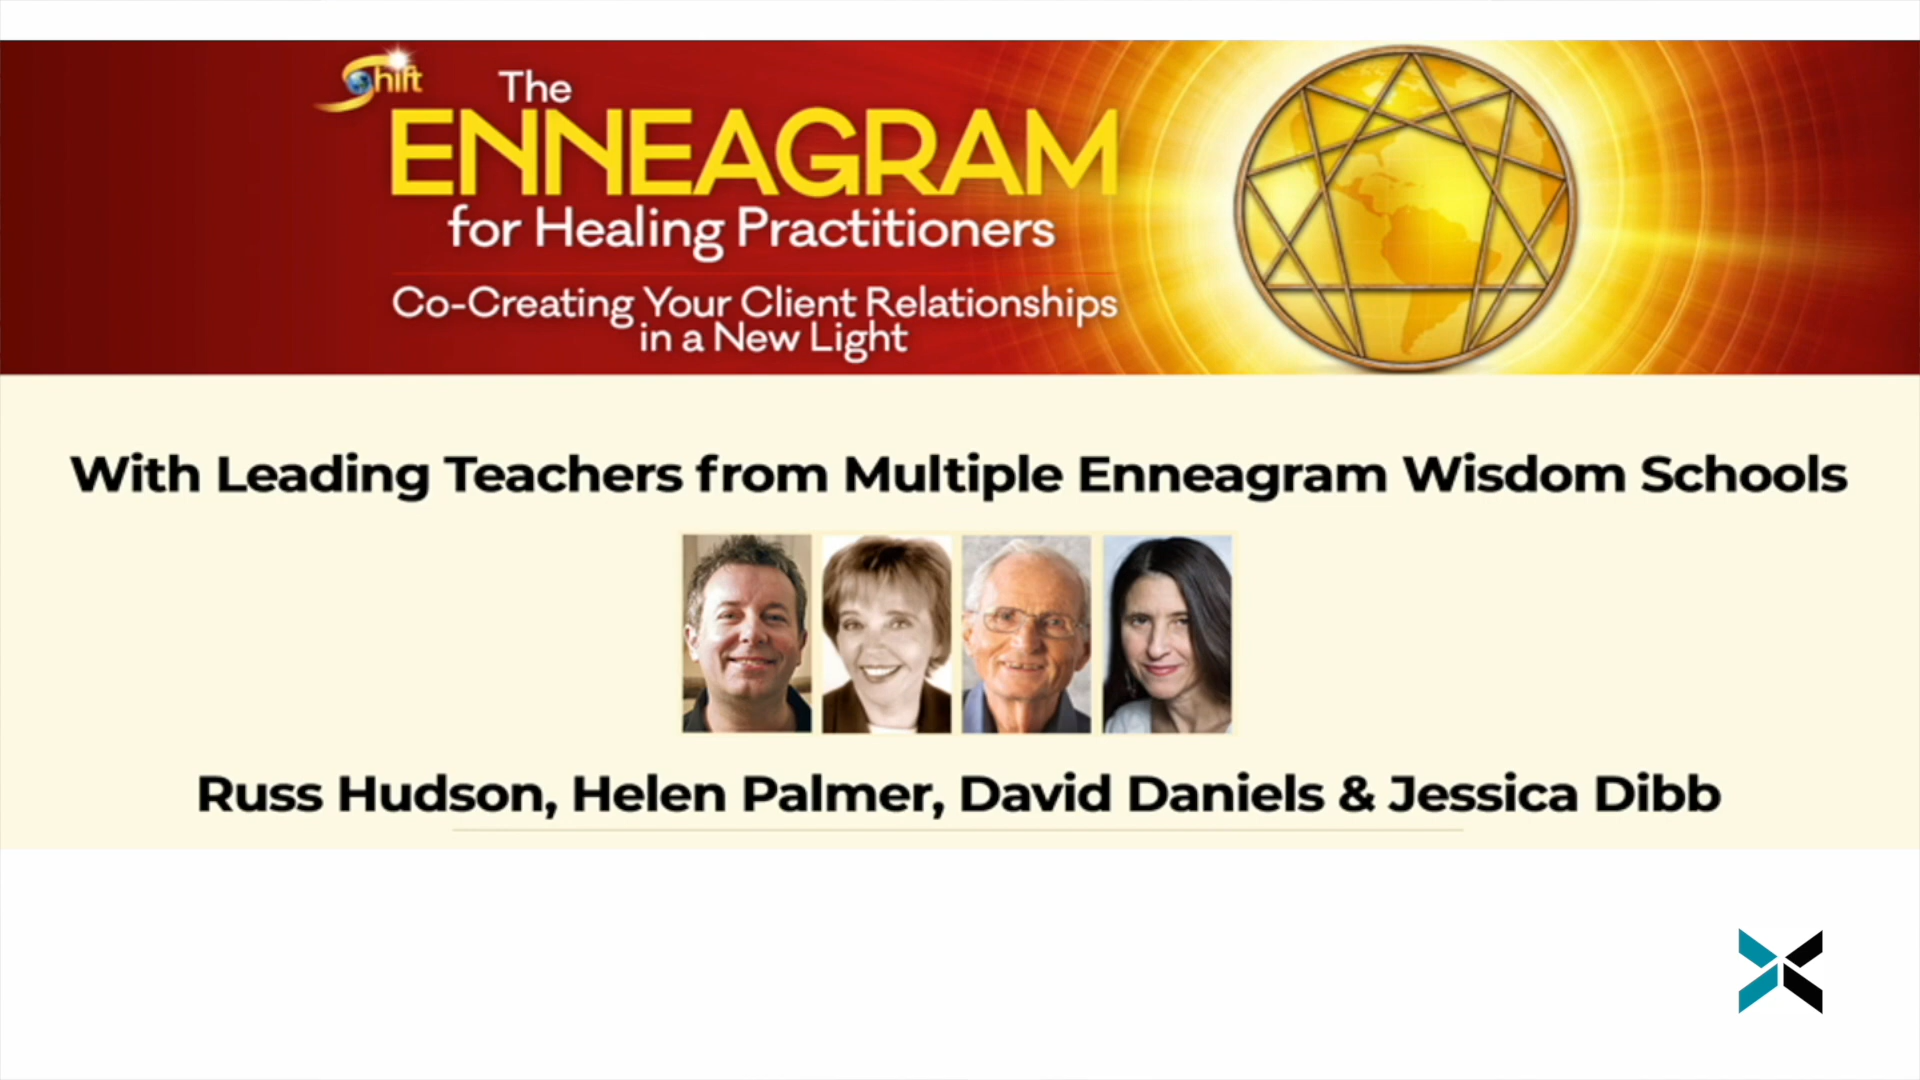 Shift
The
ENNEAGRAM
for Healing Practitioners
Co-Creating Your Client Relationships
in a New Light
With Leading Teachers from Multiple Enneagram Wisdom Schools
Russ Hudson, Helen Palmer, David Daniels & Jessica Dibb